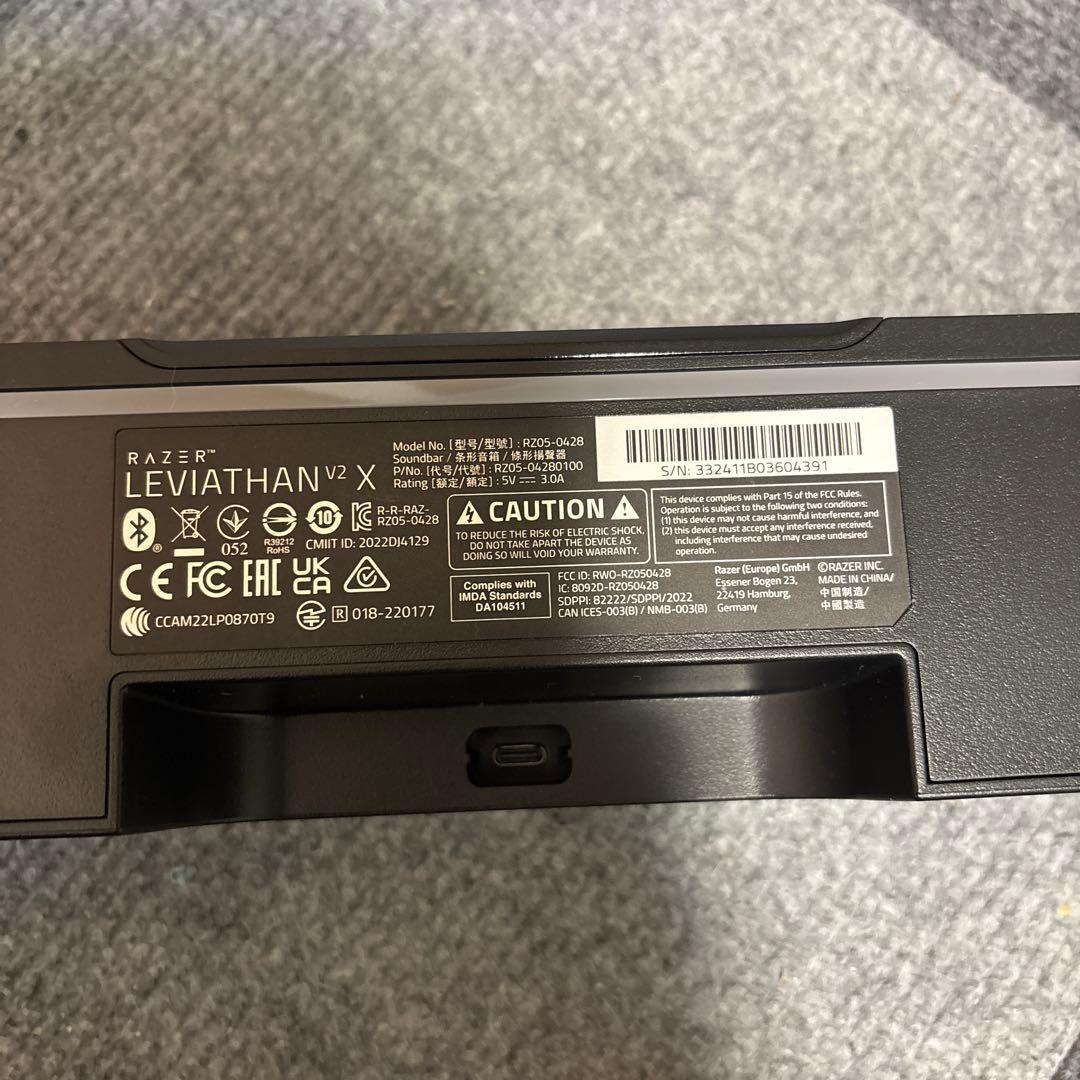 RAZER™
LEVIATHAN V2 X
Model No. [型号/型號] : RZ05-0428
Soundbar / 条形音箱 / 條形揚聲器
P/No. [代号/代號] : RZ05-04280100
Rating [额定/額定] : 5V ⎓ 3.0A
S/N: 332411B03604391
052
R39212
RoHS
10
R-R-RAZ-
RZ05-0428
CMIIT ID: 2022DJ4129
CE FC EAC UK
CA
CCAM22LP0870T9
R 018-220177
CAUTION
TO REDUCE THE RISK OF ELECTRIC SHOCK,
DO NOT TAKE APART THE DEVICE AS
DOING SO WILL VOID YOUR WARRANTY.
This device complies with Part 15 of the FCC Rules.
Operation is subject to the following two conditions:
(1) this device may not cause harmful interference, and
(2) this device must accept any interference received,
including interference that may cause undesired
operation.
Complies with
IMDA Standards
DA104511
FCC ID: RWO-RZ050428
IC: 8092D-RZ050428
SDPPI: 82222/SDPPI/2022
CAN ICES-003(B) / NMB-003(B)
Razer (Europe) GmbH
Essener Bogen 23,
22419 Hamburg,
Germany
©RAZER INC.
MADE IN CHINA/
中国制造/
中國製造